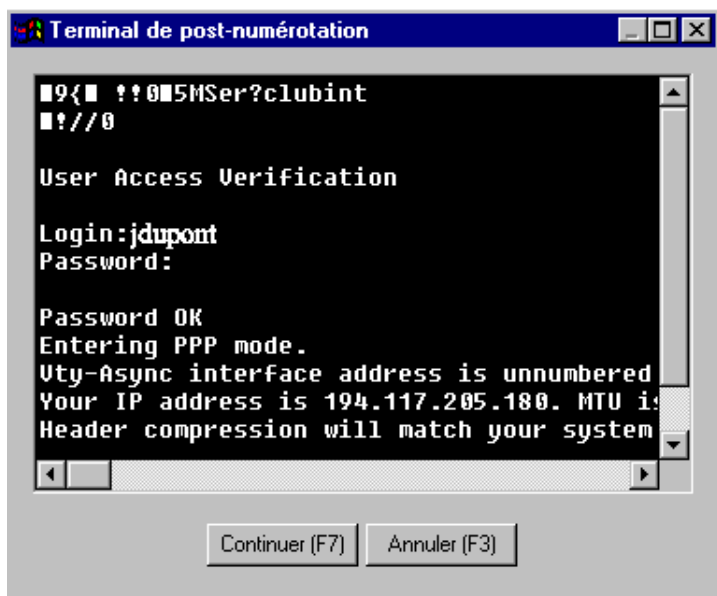 Terminal de post-numérotation
■9{■ !!0■5MSer?clubint
■!//0
User Access Verification
Login:jdupont
Password:
Password OK
Entering PPP mode.
Vty-Async interface address is unnumbered
Your IP address is 194.117.205.180. MTU is
Header compression will match your system
Continuer (F7) Annuler (F3)